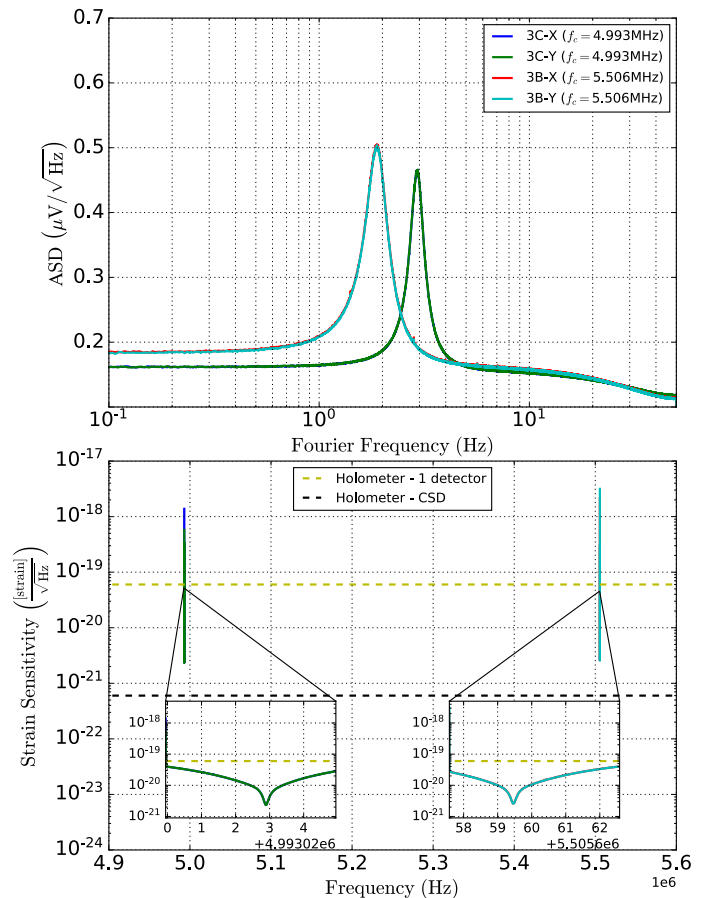 0.7
0.6
0.5
0.4
0.3
0.2
ASD (μV/√Hz)
3C-X (f_c = 4.993MHz)
3C-Y (f_c = 4.993MHz)
3B-X (f_c = 5.506MHz)
3B-Y (f_c = 5.506MHz)
10^-1 10^0 10^1
Fourier Frequency (Hz)
10^-17
10^-18
10^-19
10^-20
10^-21
10^-22
10^-23
10^-24
Strain Sensitivity ([strain]/√Hz)
Holometer - 1 detector
Holometer - CSD
10^-18
10^-19
10^-20
10^-21
0 1 2 3 4
+4.99302e6
10^-18
10^-19
10^-20
10^-21
58 59 60 61 62
+5.5056e6
4.9 5.0 5.1 5.2 5.3 5.4 5.5 5.6
1e6
Frequency (Hz)